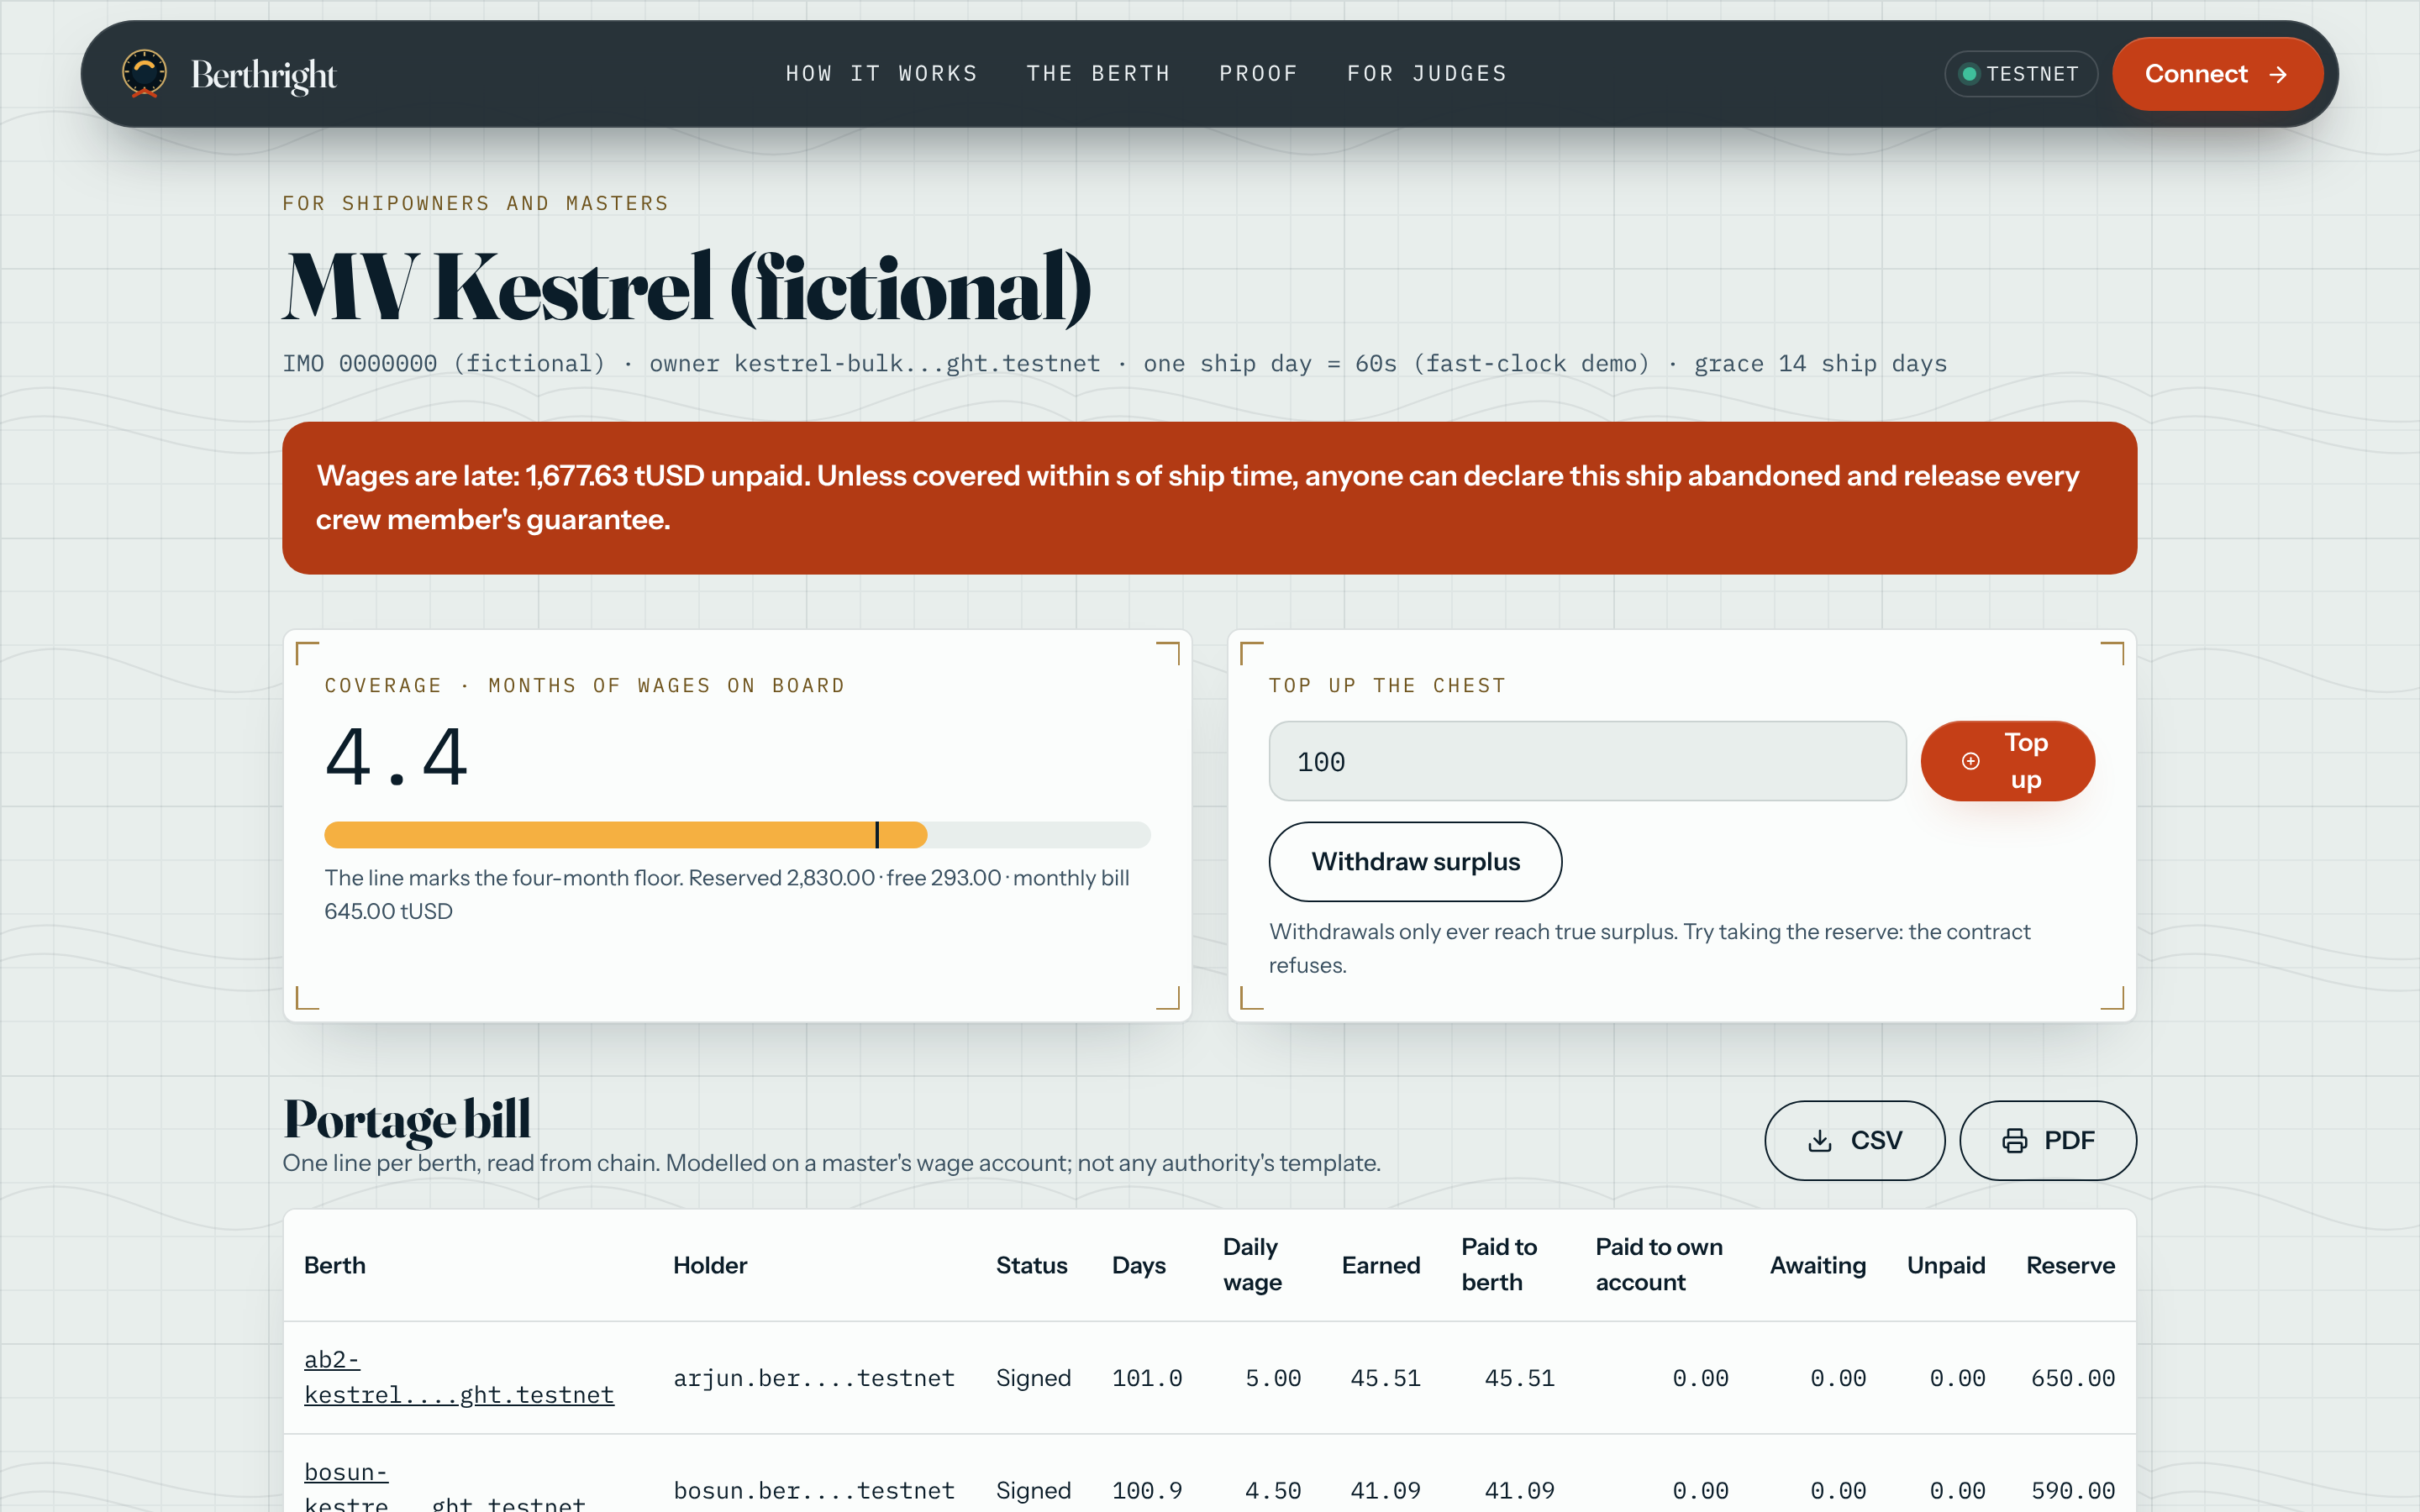 Berthright
HOW IT WORKS
THE BERTH
PROOF
FOR JUDGES
TESTNET
Connect
FOR SHIPOWNERS AND MASTERS
MV Kestrel (fictional)
IMO 0000000 (fictional) · owner kestrel-bulk...ght.testnet · one ship day = 60s (fast-clock demo) · grace 14 ship days
Wages are late: 1,677.63 tUSD unpaid. Unless covered within s of ship time, anyone can declare this ship abandoned and release every
crew member's guarantee.
COVERAGE · MONTHS OF WAGES ON BOARD
4.4
The line marks the four-month floor. Reserved 2,830.00 · free 293.00 · monthly bill
645.00 tUSD
TOP UP THE CHEST
100
Top
up
Withdraw surplus
Withdrawals only ever reach true surplus. Try taking the reserve: the contract
refuses.
Portage bill
One line per berth, read from chain. Modelled on a master's wage account; not any authority's template.
CSV
PDF
Berth Holder Status Days Daily wage Earned Paid to berth Paid to own account Awaiting Unpaid Reserve
ab2-
kestrel....ght.testnet arjun.ber....testnet Signed 101.0 5.00 45.51 45.51 0.00 0.00 0.00 650.00
bosun-
kestre....ght.testnet bosun.ber....testnet Signed 100.9 4.50 41.09 41.09 0.00 0.00 0.00 590.00